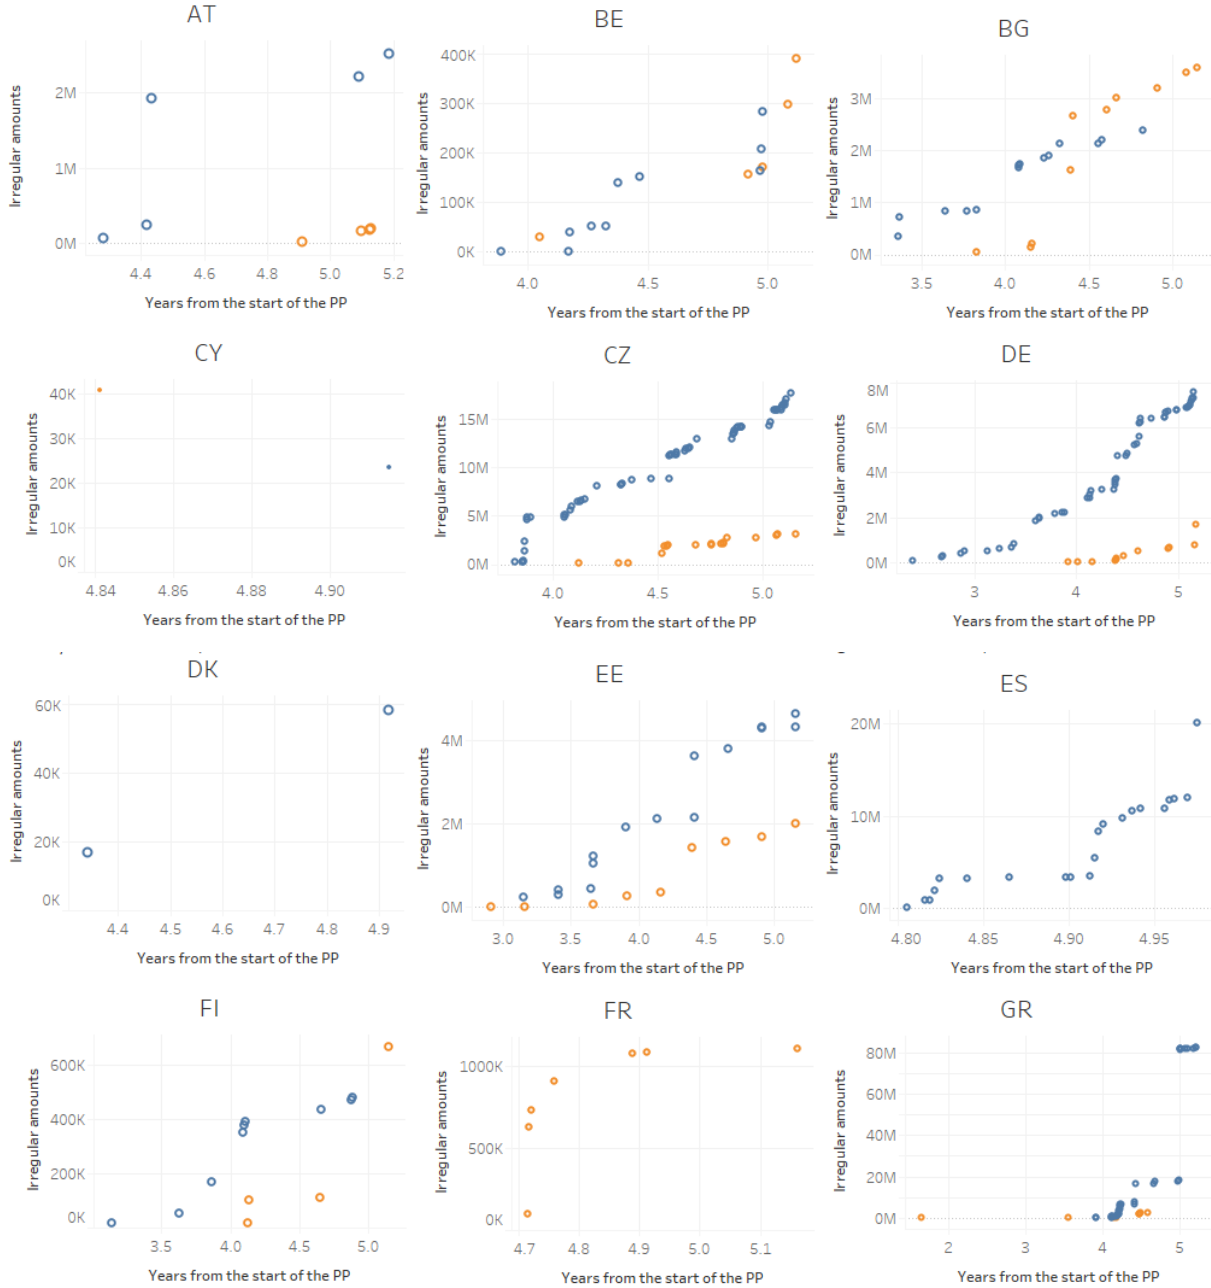 AT
Irregular amounts
2M
1M
0M
4.4 4.6 4.8 5.0 5.2
Years from the start of the PP
BE
Irregular amounts
400K
300K
200K
100K
0K
4.0 4.5 5.0
Years from the start of the PP
BG
Irregular amounts
3M
2M
1M
0M
3.5 4.0 4.5 5.0
Years from the start of the PP
CY
Irregular amounts
40K
30K
20K
10K
0K
4.84 4.86 4.88 4.90
Years from the start of the PP
CZ
Irregular amounts
15M
10M
5M
0M
4.0 4.5 5.0
Years from the start of the PP
DE
Irregular amounts
8M
6M
4M
2M
0M
3 4 5
Years from the start of the PP
DK
Irregular amounts
60K
40K
20K
0K
4.4 4.5 4.6 4.7 4.8 4.9
Years from the start of the PP
EE
Irregular amounts
4M
2M
0M
3.0 3.5 4.0 4.5 5.0
Years from the start of the PP
ES
Irregular amounts
20M
10M
0M
4.80 4.85 4.90 4.95
Years from the start of the PP
FI
Irregular amounts
600K
400K
200K
0K
3.5 4.0 4.5 5.0
Years from the start of the PP
FR
Irregular amounts
1000K
500K
0K
4.7 4.8 4.9 5.0 5.1
Years from the start of the PP
GR
Irregular amounts
80M
60M
40M
20M
0M
2 3 4 5
Years from the start of the PP